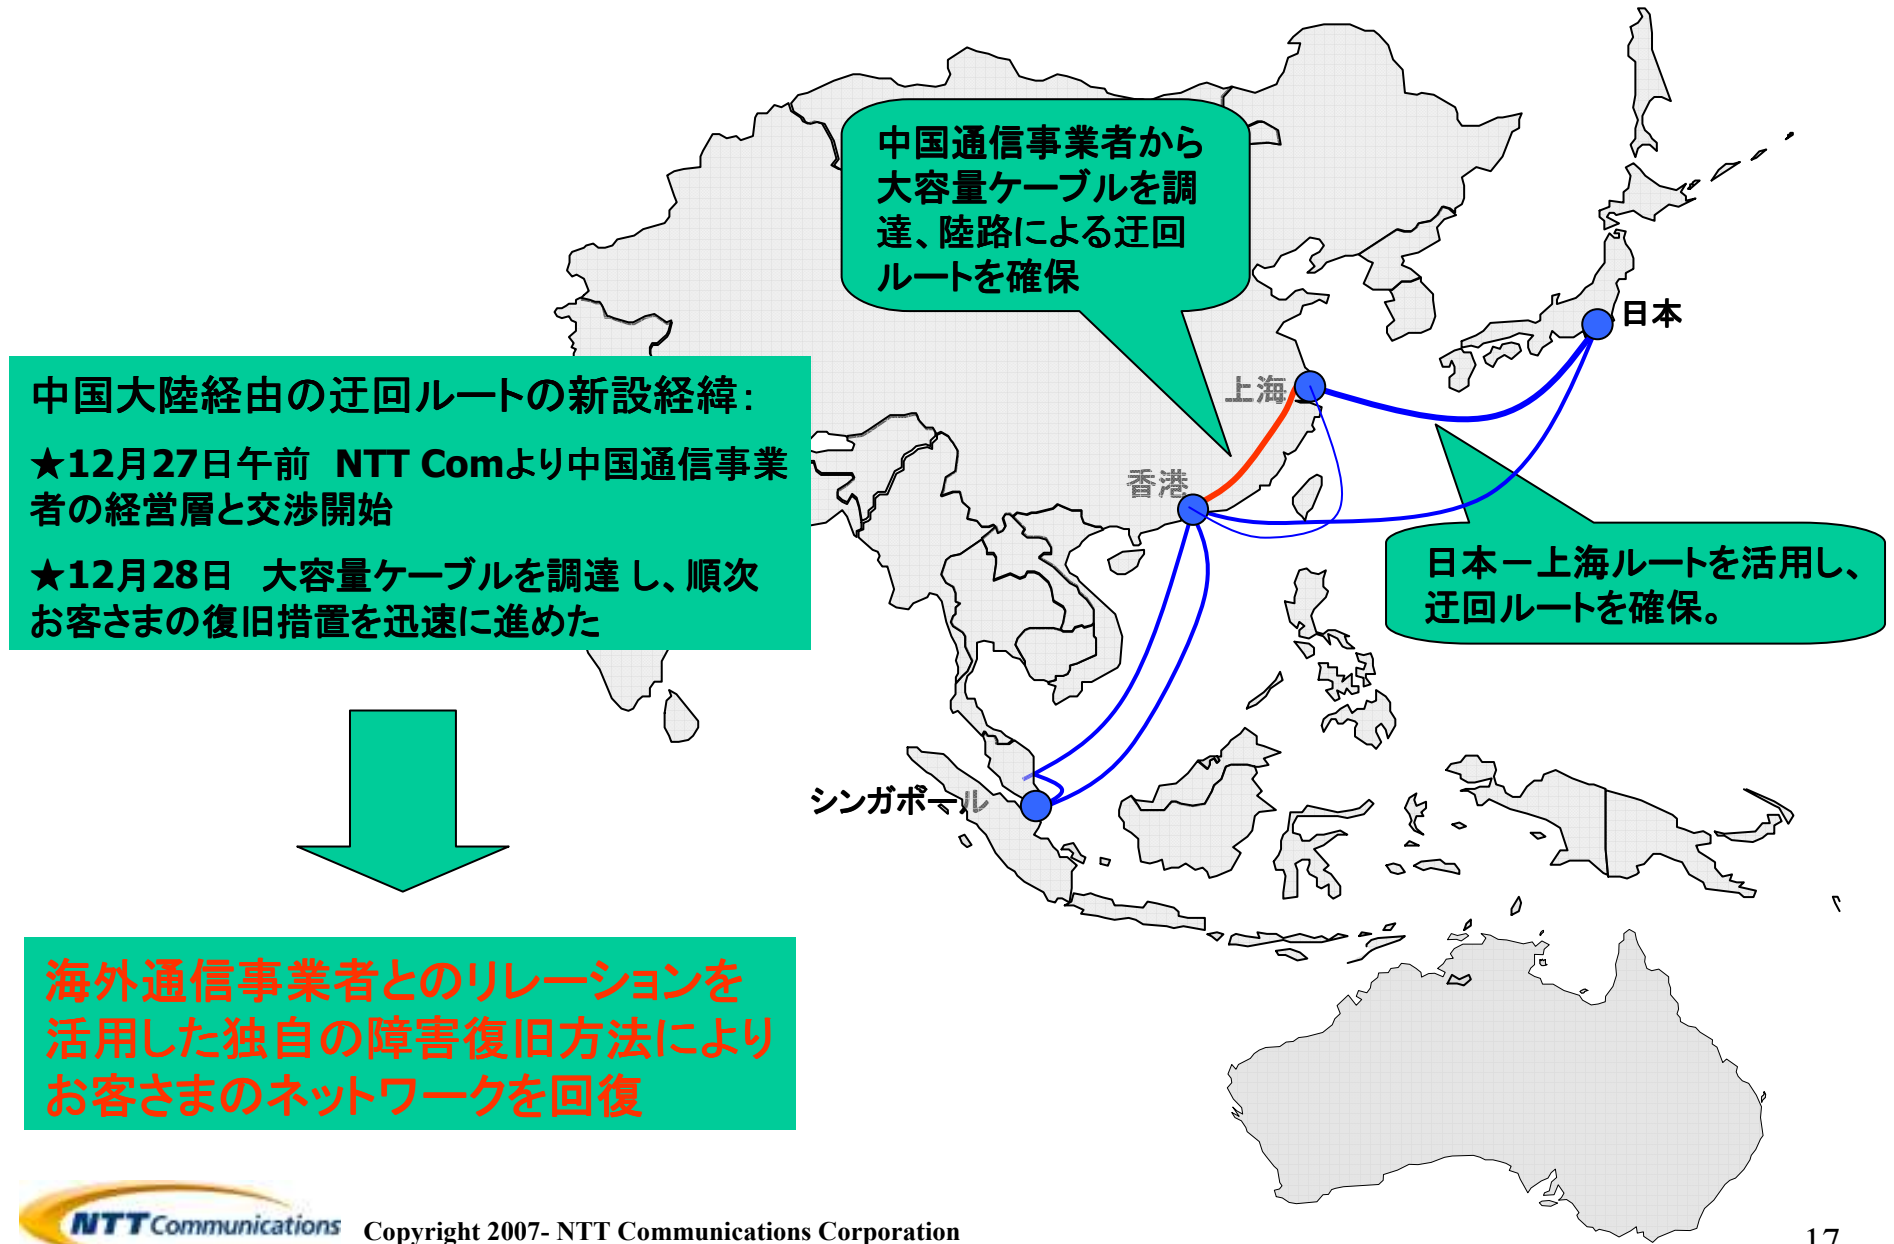 中国通信事業者から
大容量ケーブルを調
達、陸路による迂回
ルートを確保
日本
上海
香港
中国大陸経由の迂回ルートの新設経緯：
★12月27日午前 NTT Comより中国通信事業
者の経営層と交渉開始
★12月28日 大容量ケーブルを調達し、順次
お客さまの復旧措置を迅速に進めた
日本－上海ルートを活用し、
迂回ルートを確保。
シンガポール
海外通信事業者とのリレーションを
活用した独自の障害復旧方法により
お客さまのネットワークを回復
NTT Communications
Copyright 2007- NTT Communications Corporation
17